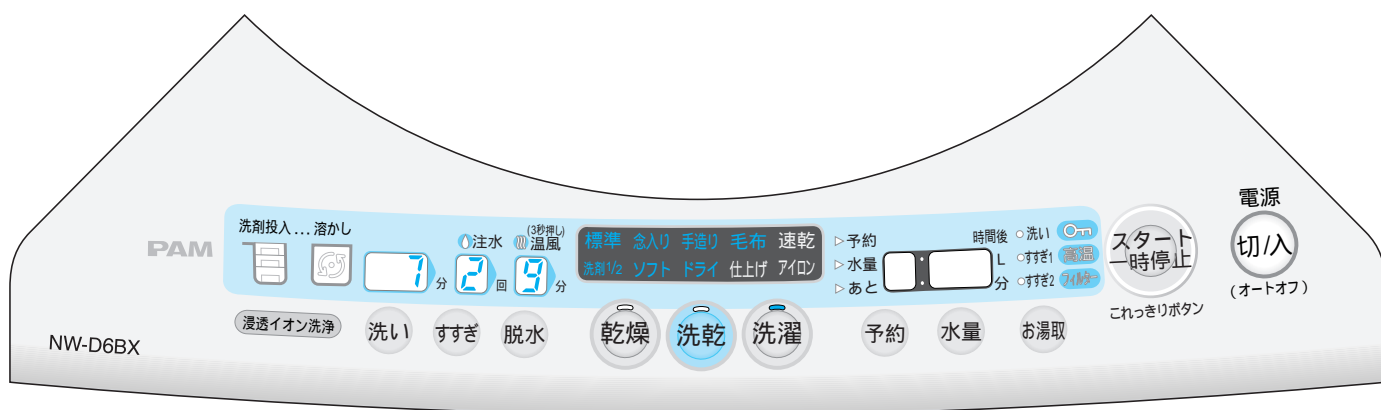 洗剤投入...溶かし
注水
(3秒押し)
温風
7分
2回
9分
標準 念入り 手造り 毛布 速乾
洗剤1/2 ソフト ドライ 仕上げ アイロン
▷予約
▷水量
▷あと
:
時間後
L
分
洗い
すすぎ1 高温
すすぎ2 フィルター
スタート
一時停止
これっきりボタン
電源
切/入
(オートオフ)
PAM
NW-D6BX
浸透イオン洗浄
洗い
すすぎ
脱水
乾燥
洗乾
洗濯
予約
水量
お湯取